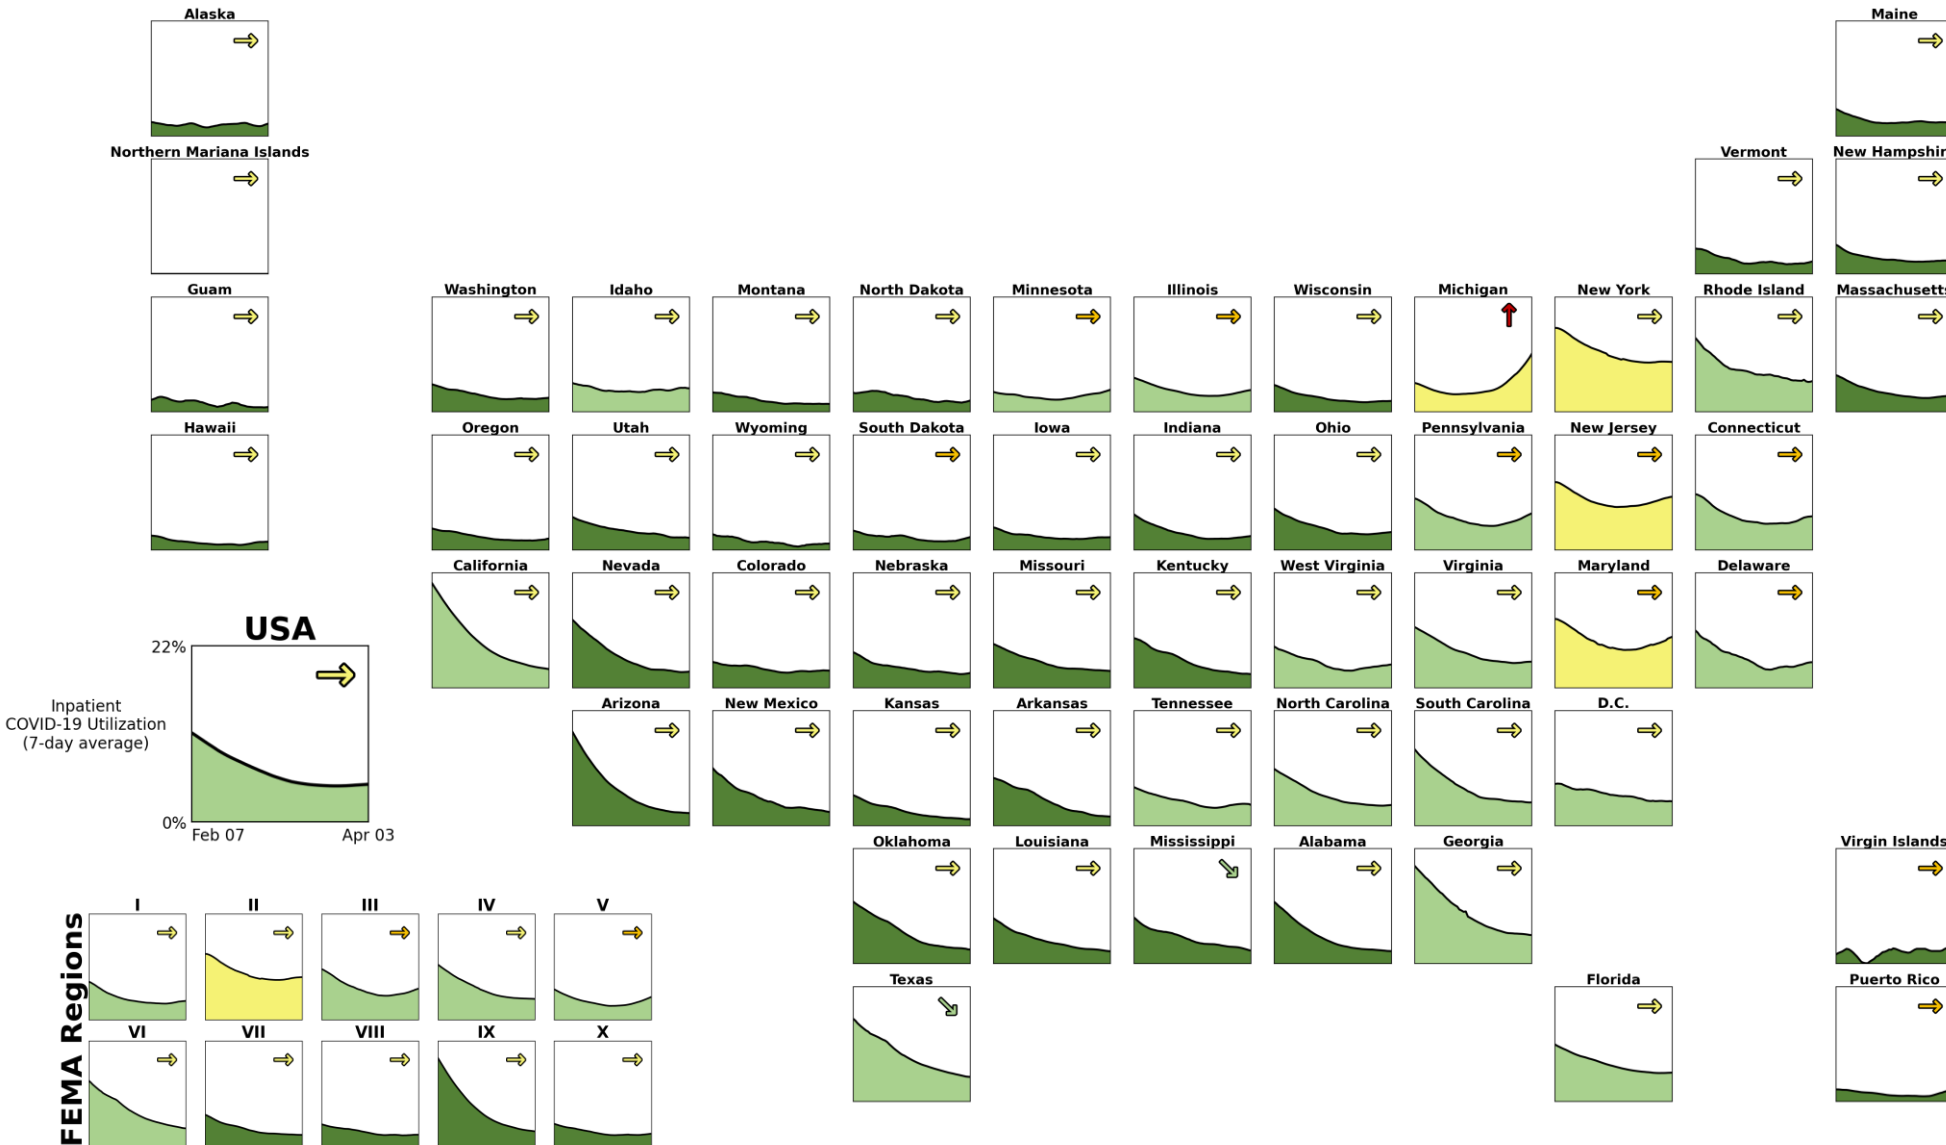 Alaska
Maine
Northern Mariana Islands
Vermont
New Hampshir
Guam
Washington
Idaho
Montana
North Dakota
Minnesota
Illinois
Wisconsin
Michigan
New York
Rhode Island
Massachusetts
Hawaii
Oregon
Utah
Wyoming
South Dakota
Iowa
Indiana
Ohio
Pennsylvania
New Jersey
Connecticut
California
Nevada
Colorado
Nebraska
Missouri
Kentucky
West Virginia
Virginia
Maryland
Delaware
USA
22%
Inpatient
COVID-19 Utilization
(7-day average)
0%
Feb 07
Apr 03
Arizona
New Mexico
Kansas
Arkansas
Tennessee
North Carolina
South Carolina
D.C.
Oklahoma
Louisiana
Mississippi
Alabama
Georgia
Virgin Islands
Texas
Florida
Puerto Rico
FEMA Regions
I
II
III
IV
V
VI
VII
VIII
IX
X